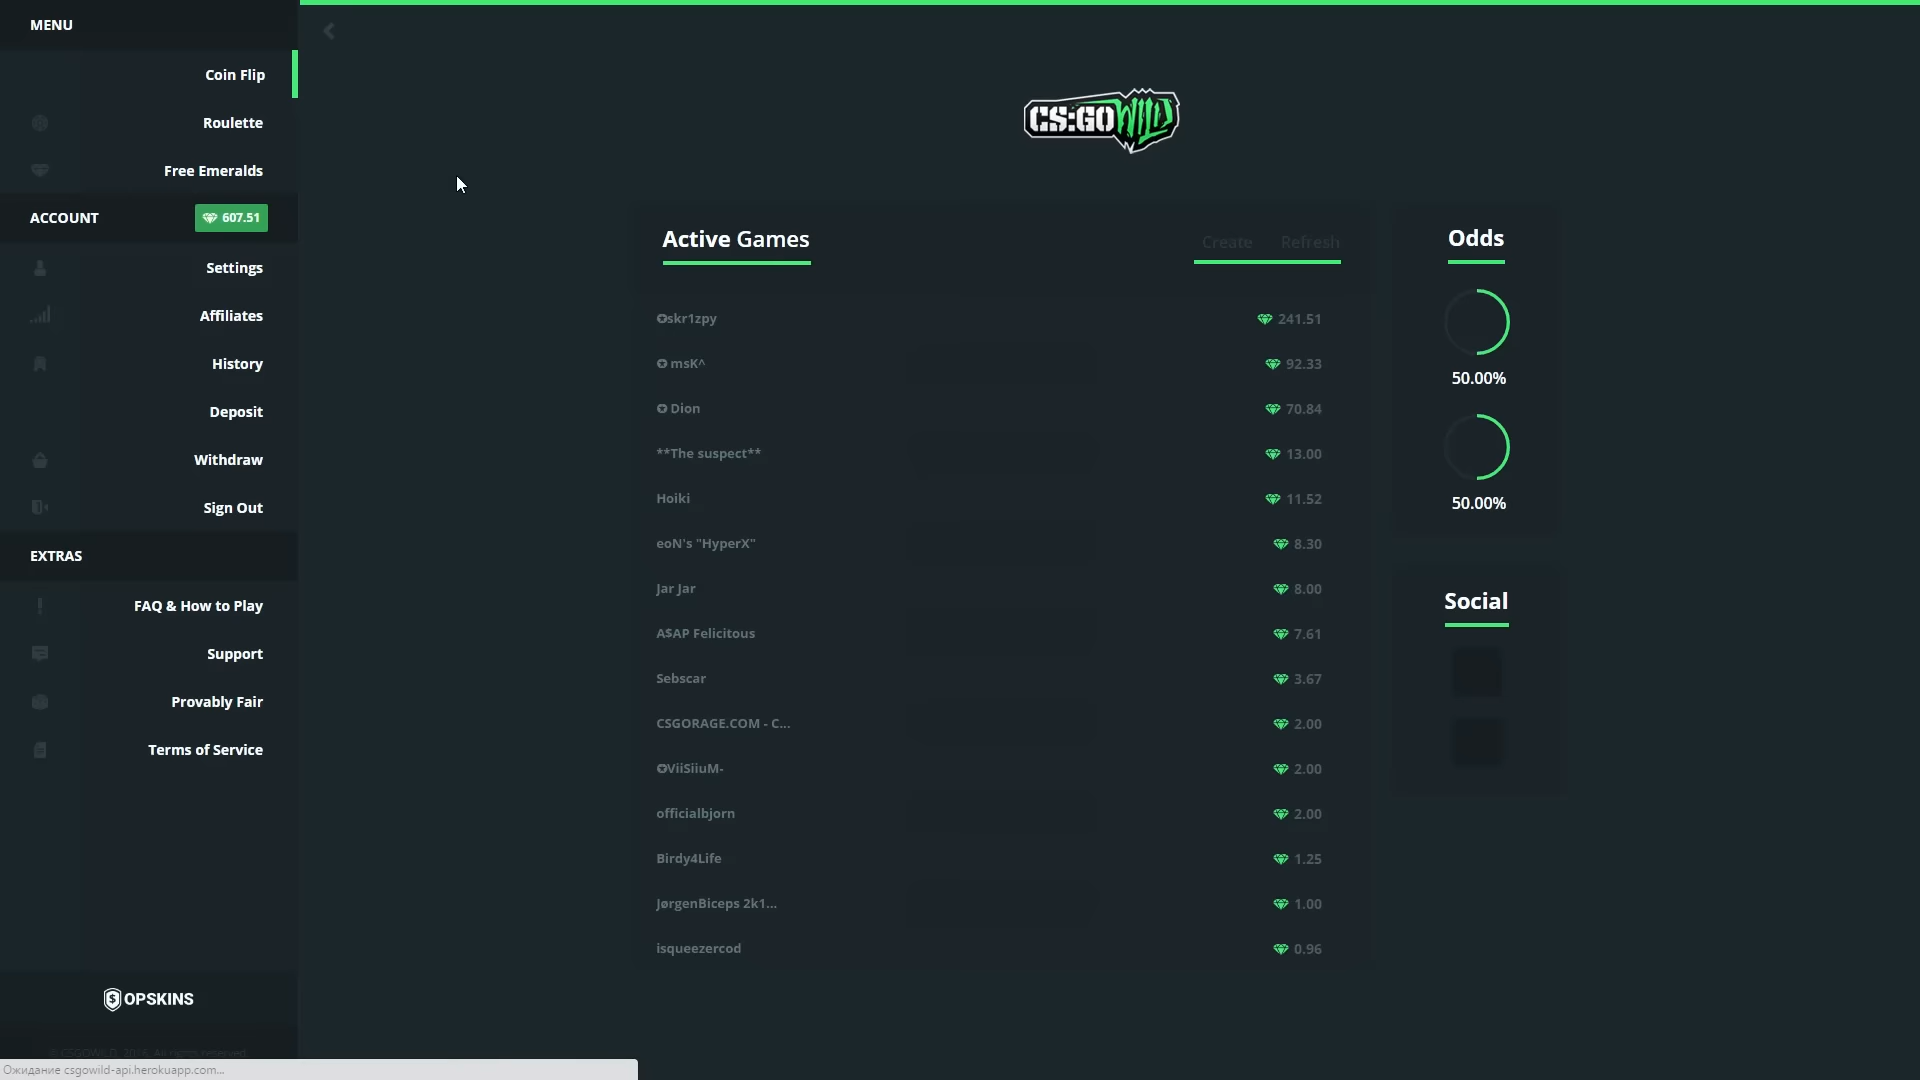 MENU
Coin Flip
Roulette
Free Emeralds
ACCOUNT
607.51
Settings
Affiliates
History
Deposit
Withdraw
Sign Out
EXTRAS
FAQ & How to Play
Support
Provably Fair
Terms of Service
OPSKINS
© CSGOWILD, 2016. All rights reserved.
Ожидание csgowild-api.herokuapp.com...
CS:GO WILD
Active Games
Create Refresh
✪skr1zpy 241.51
✪ msK^ 92.33
✪ Dion 70.84
**The suspect** 13.00
Hoiki 11.52
eoN's "HyperX" 8.30
Jar Jar 8.00
A$AP Felicitous 7.61
Sebscar 3.67
CSGORAGE.COM - C... 2.00
✪ViiSiiuM- 2.00
officialbjorn 2.00
Birdy4Life 1.25
JørgenBiceps 2k1... 1.00
isqueezercod 0.96
Odds
50.00%
50.00%
Social